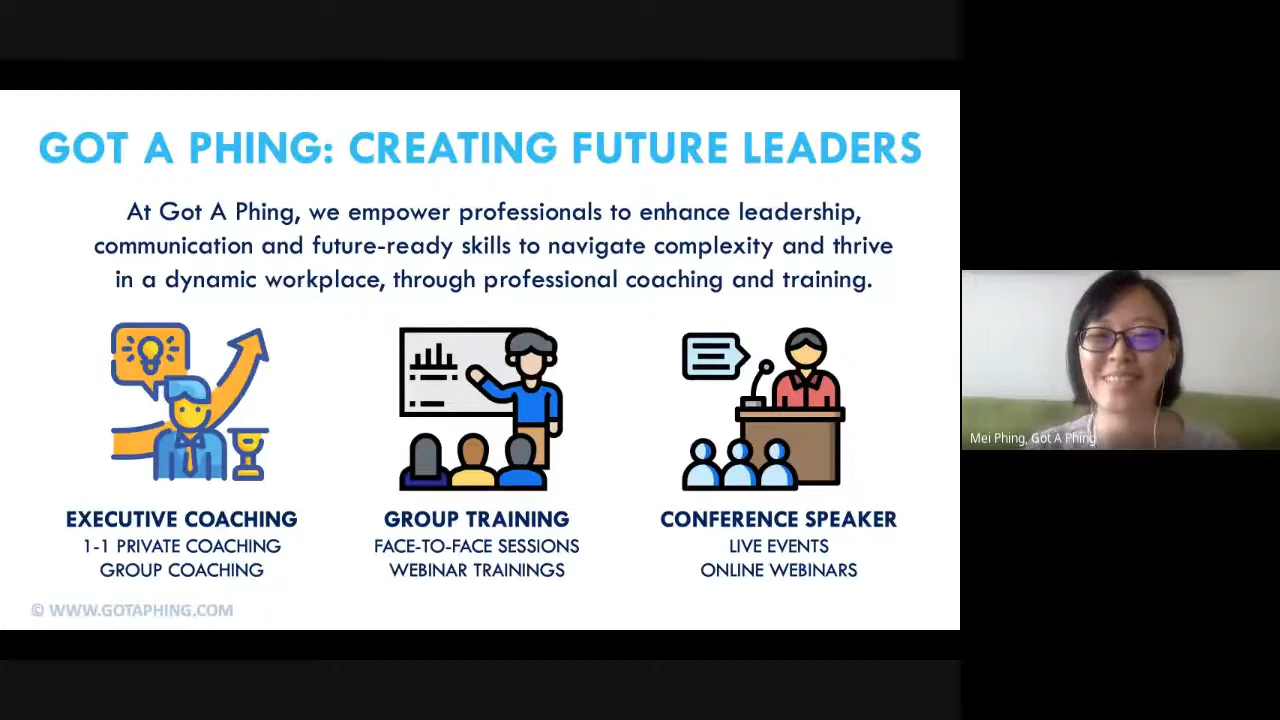 GOT A PHING: CREATING FUTURE LEADERS
At Got A Phing, we empower professionals to enhance leadership,
communication and future-ready skills to navigate complexity and thrive
in a dynamic workplace, through professional coaching and training.
EXECUTIVE COACHING
1-1 PRIVATE COACHING
GROUP COACHING
GROUP TRAINING
FACE-TO-FACE SESSIONS
WEBINAR TRAININGS
CONFERENCE SPEAKER
LIVE EVENTS
ONLINE WEBINARS
© WWW.GOTAPHING.COM
Mei Phing, Got A Phing